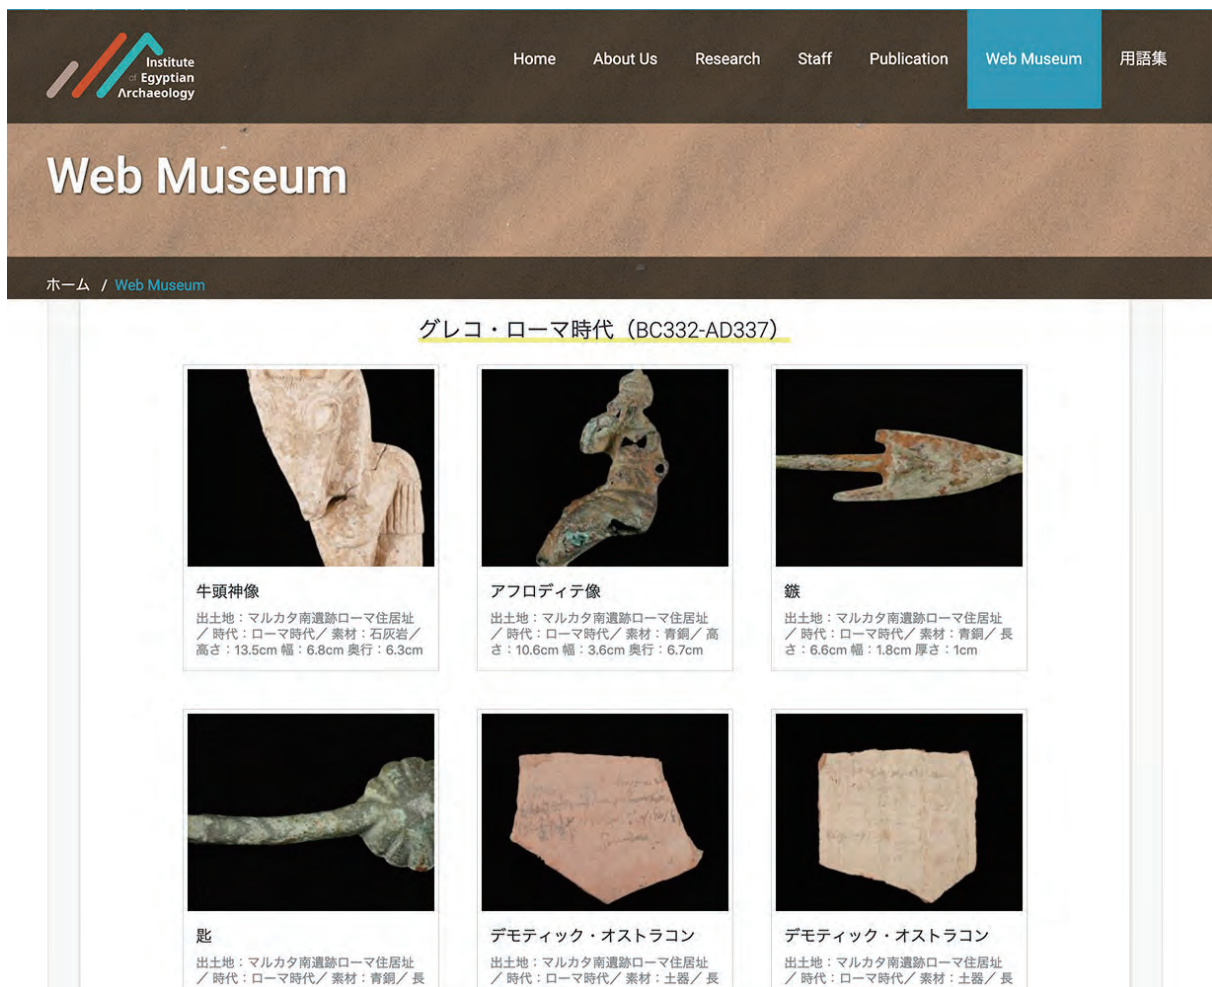 Institute
of Egyptian
Archaeology
Home About Us Research Staff Publication Web Museum 用語集
Web Museum
ホーム / Web Museum
グレコ・ローマ時代（BC332-AD337）
牛頭神像
出土地：マルカタ南遺跡ローマ住居址
／ 時代：ローマ時代／ 素材：石灰岩／
高さ：13.5cm 幅：6.8cm 奥行：6.3cm
アフロディテ像
出土地：マルカタ南遺跡ローマ住居址
／ 時代：ローマ時代／ 素材：青銅／ 高
さ：10.6cm 幅：3.6cm 奥行：6.7cm
鏃
出土地：マルカタ南遺跡ローマ住居址
／ 時代：ローマ時代／ 素材：青銅／ 長
さ：6.6cm 幅：1.8cm 厚さ：1cm
匙
出土地：マルカタ南遺跡ローマ住居址
／ 時代：ローマ時代／ 素材：青銅／ 長
デモティック・オストラコン
出土地：マルカタ南遺跡ローマ住居址
／ 時代：ローマ時代／ 素材：土器／ 長
デモティック・オストラコン
出土地：マルカタ南遺跡ローマ住居址
／ 時代：ローマ時代／ 素材：土器／ 長